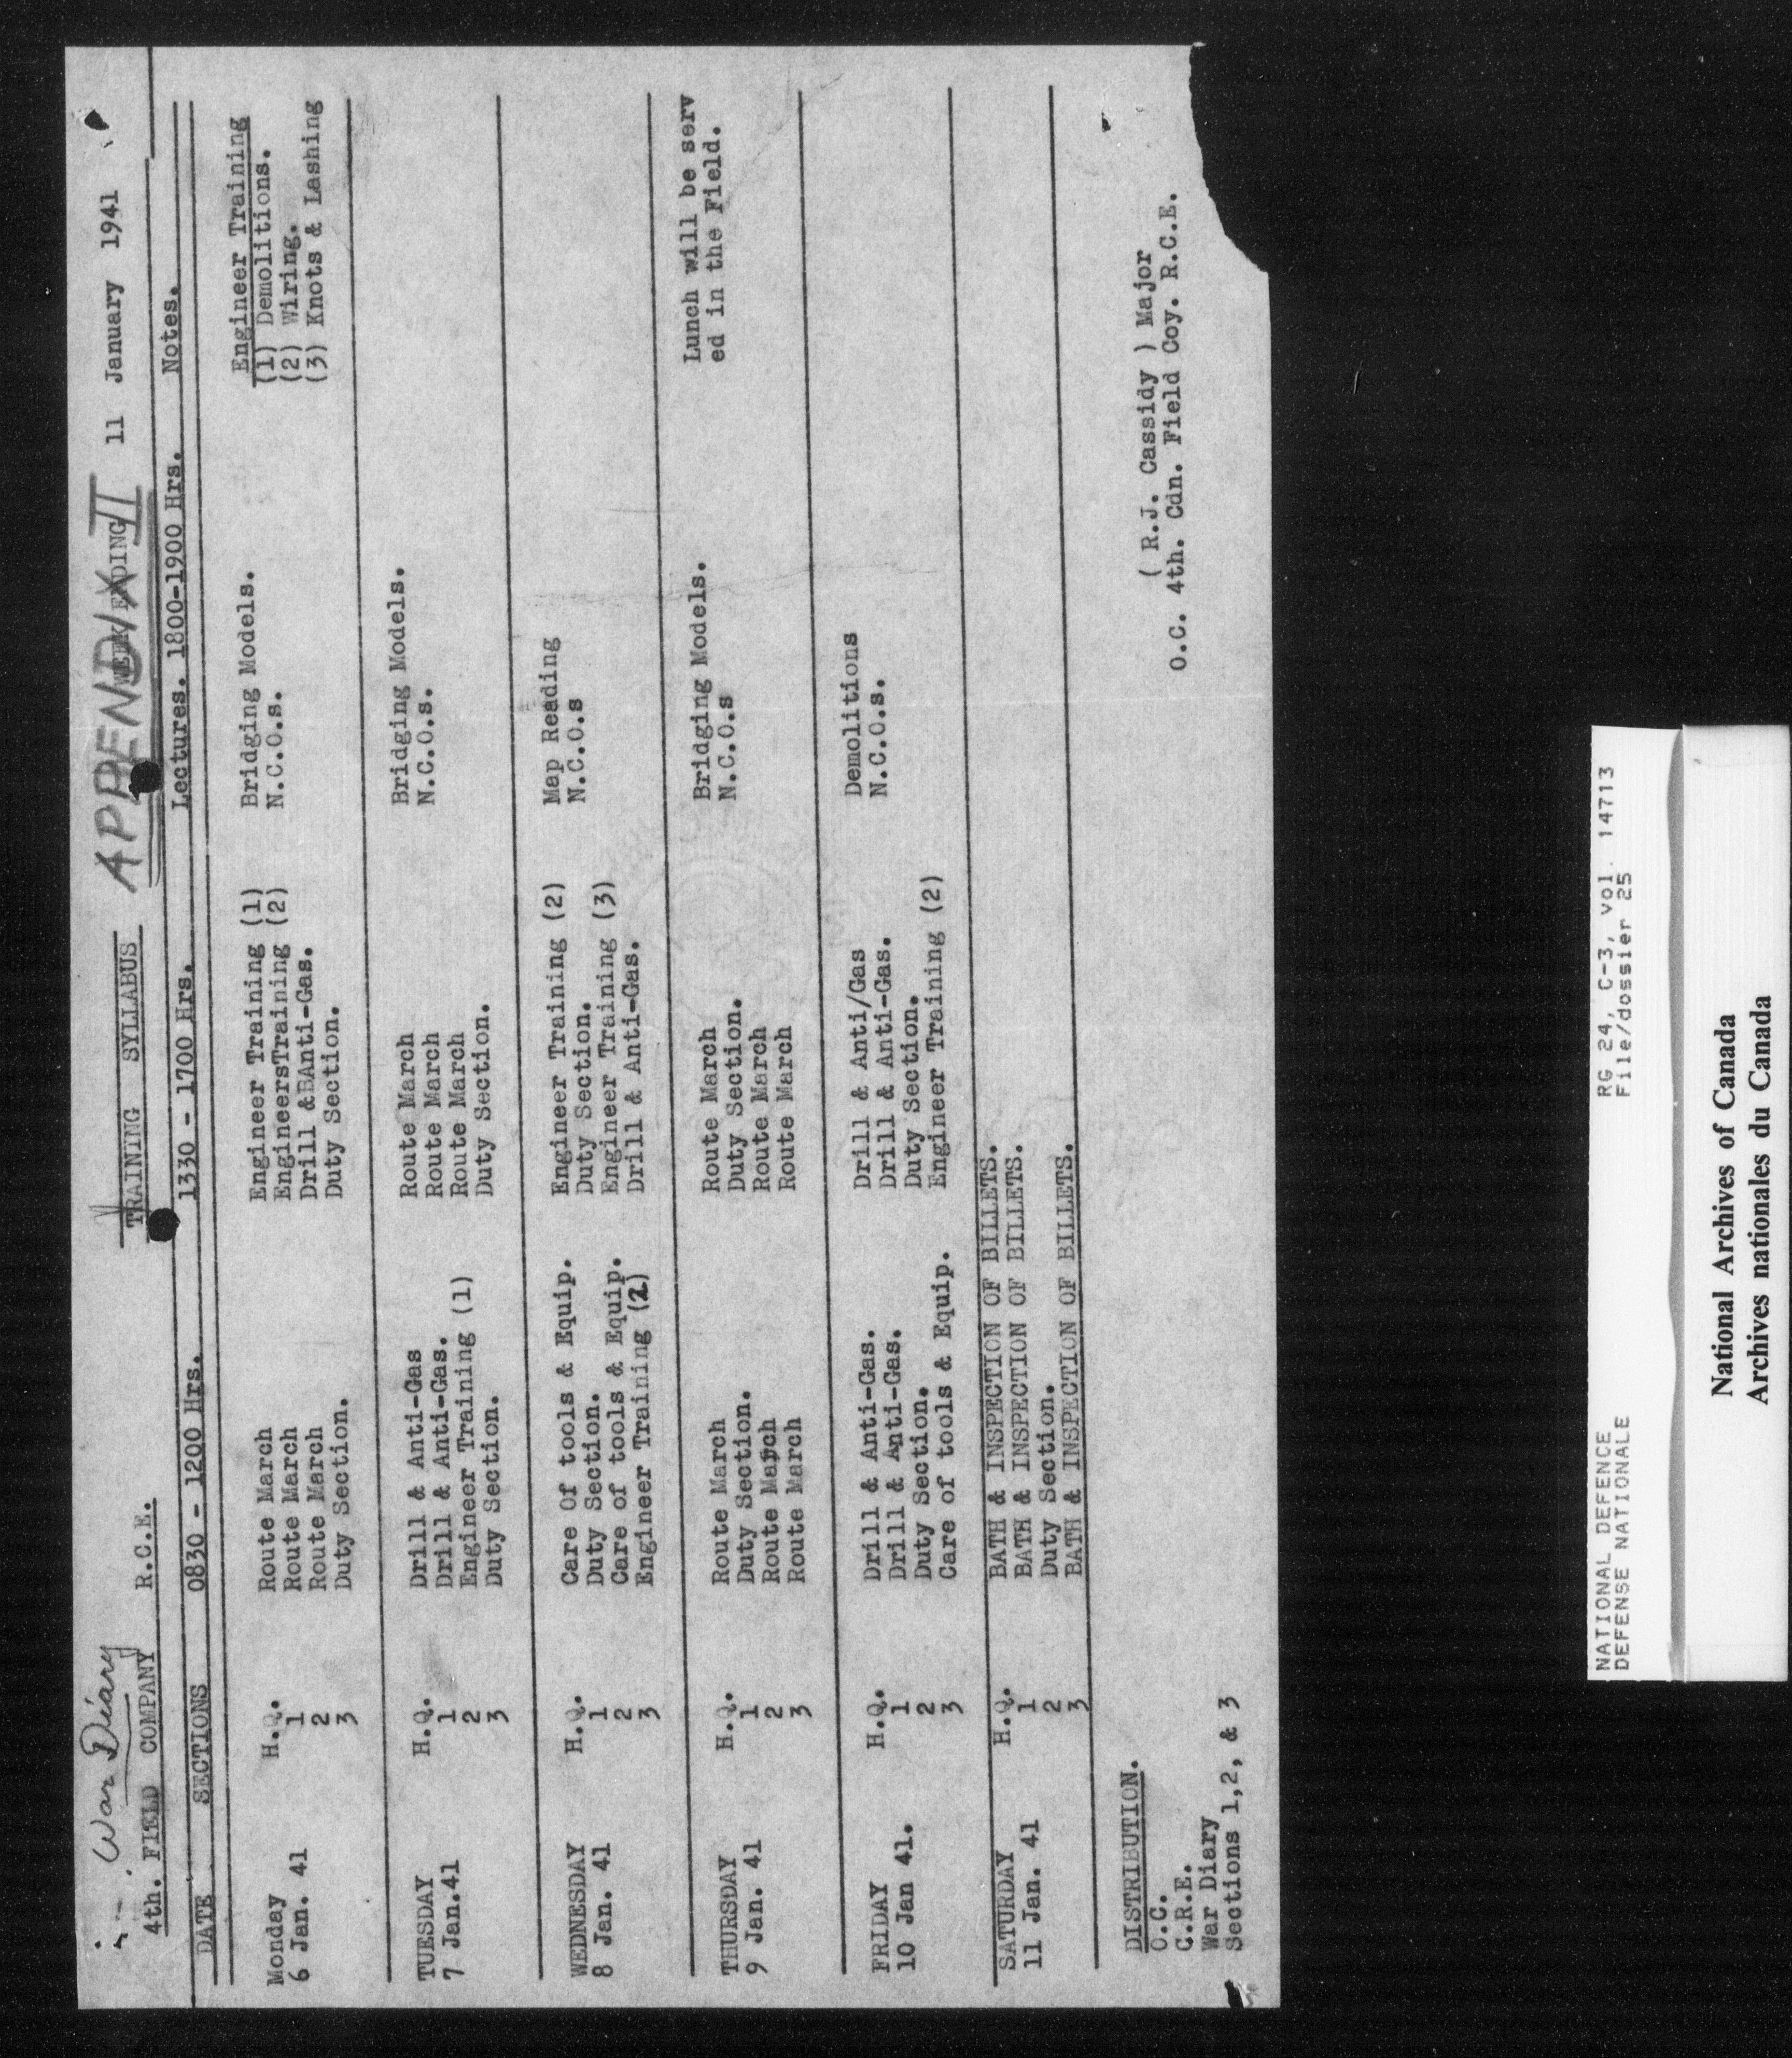 War Diary
APPENDIX II
4th. FIELD COMPANY R.C.E. TRAINING SYLLABUS WEEK ENDING 11 January 1941
DATE SECTIONS 0830 - 1200 Hrs. 1330 - 1700 Hrs. Lectures. 1800-1900 Hrs. Notes.
Monday H.Q. Route March Engineer Training (1) Bridging Models. Engineer Training
6 Jan. 41 1 Route March EngineersTraining (2) N.C.O.s. (1) Demolitions.
2 Route March Drill &BAnti-Gas. (2) Wiring.
3 Duty Section. Duty Section. (3) Knots & Lashing
TUESDAY H.Q. Drill & Anti-Gas Route March Bridging Models.
7 Jan.41 1 Drill & Anti-Gas. Route March N.C.O.s.
2 Engineer Training (1) Route March
3 Duty Section. Duty Section.
WEDNESDAY H.Q. Care Of tools & Equip. Engineer Training (2) Map Reading
8 Jan. 41 1 Duty Section. Duty Section. N.C.O.s
2 Care of tools & Equip. Engineer Training (3)
3 Engineer Training (2) Drill & Anti-Gas.
THURSDAY H.Q. Route March Route March Bridging Models. Lunch will be serv
9 Jan. 41 1 Duty Section. Duty Section. N.C.O.s ed in the Field.
2 Route March Route March
3 Route March Route March
FRIDAY H.Q. Drill & Anti-Gas. Drill & Anti/Gas Demolitions
10 Jan 41. 1 Drill & Anti-Gas. Drill & Anti-Gas. N.C.O.s.
2 Duty Section. Duty Section.
3 Care of tools & Equip. Engineer Training (2)
SATURDAY H.Q. BATH & INSPECTION OF BILLETS.
11 Jan. 41 1 BATH & INSPECTION OF BILLETS.
2 Duty Section.
3 BATH & INSPECTION OF BILLETS.
DISTRIBUTION.
O.C.
C.R.E.
War Diary
Sections 1,2, & 3
( R.J. Cassidy ) Major
O.C. 4th. Cdn. Field Coy. R.C.E.
NATIONAL DEFENCE RG 24, C-3, vol. 14713
DEFENSE NATIONALE File/dossier 25
National Archives of Canada
Archives nationales du Canada